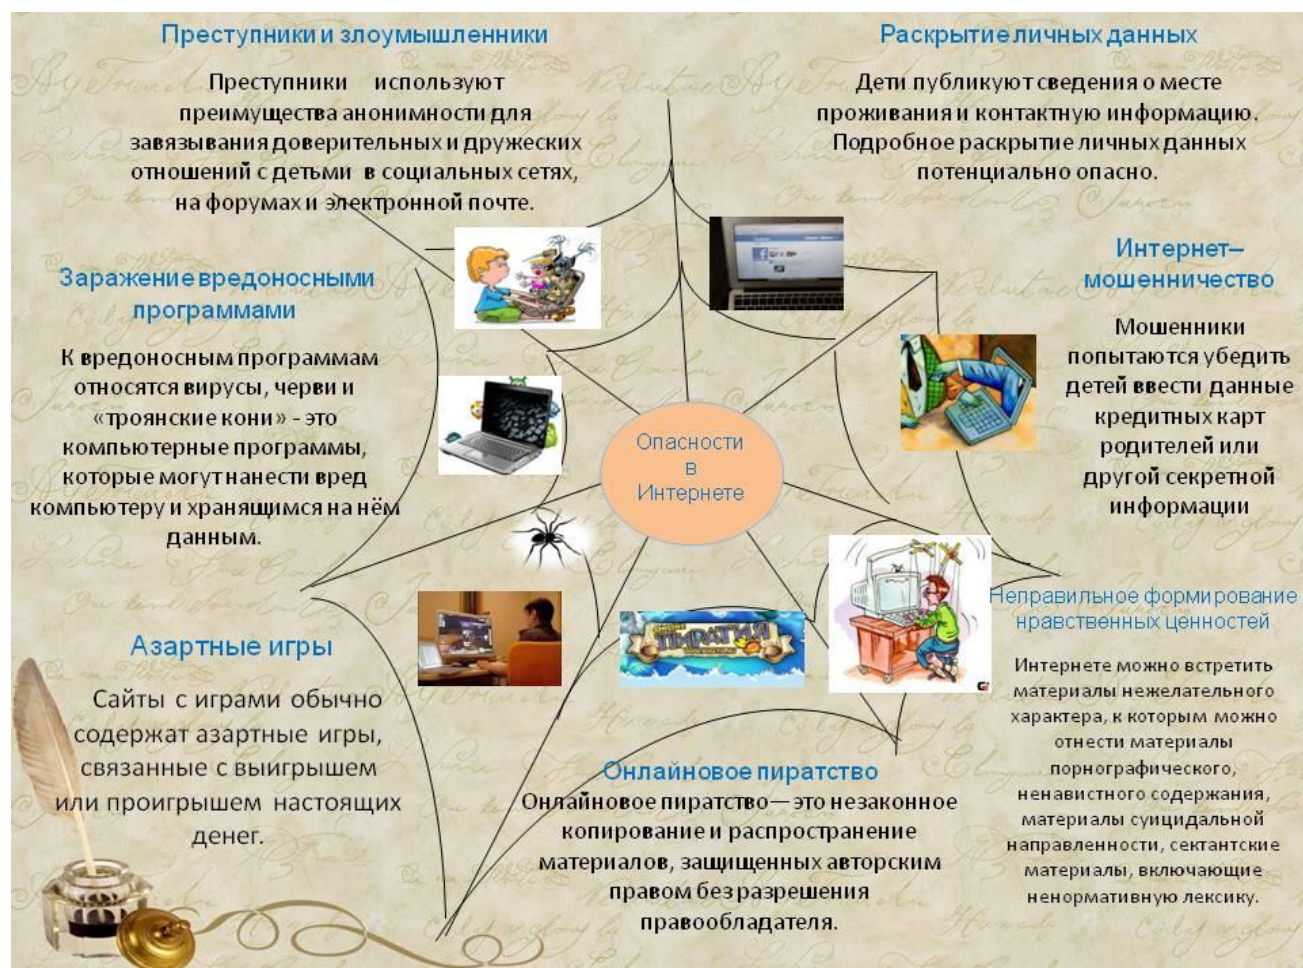 Преступники и злоумышленники
Преступники используют
преимущества анонимности для
завязывания доверительных и дружеских
отношений с детьми в социальных сетях,
на форумах и электронной почте.
Раскрытие личных данных
Дети публикуют сведения о месте
проживания и контактную информацию.
Подробное раскрытие личных данных
потенциально опасно.
Заражение вредоносными
программами
К вредоносным программам
относятся вирусы, черви и
«троянские кони» - это
компьютерные программы,
которые могут нанести вред
компьютеру и хранящимся на нём
данным.
Интернет—
мошенничество
Мошенники
попытаются убедить
детей ввести данные
кредитных карт
родителей или
другой секретной
информации
Опасности
в
Интернете
Азартные игры
Сайты с играми обычно
содержат азартные игры,
связанные с выигрышем
или проигрышем настоящих
денег.
ПИРАТИЯ
Онлайновое пиратство
Онлайновое пиратство— это незаконное
копирование и распространение
материалов, защищенных авторским
правом без разрешения
правообладателя.
Неправильное формирование
нравственных ценностей
Интернете можно встретить
материалы нежелательного
характера, к которым можно
отнести материалы
порнографического,
ненавистного содержания,
материалы суицидальной
направленности, сектантские
материалы, включающие
ненормативную лексику.